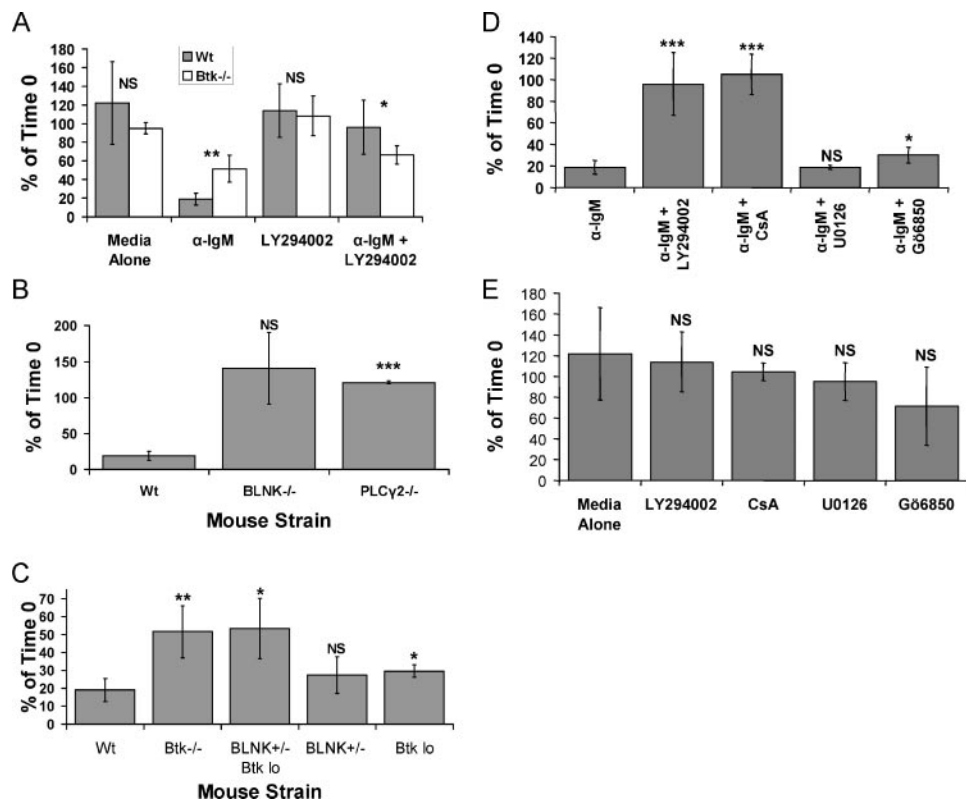 A
% of Time 0
180
160
140
120
100
80
60
40
20
0
Wt
Btk-/-
NS
**
NS
*
Media Alone
α-IgM
LY294002
α-IgM + LY294002
B
% of Time 0
200
150
100
50
0
NS
***
Wt
BLNK-/-
PLCγ2-/-
Mouse Strain
C
% of Time 0
70
60
50
40
30
20
10
0
**
*
NS
*
Wt
Btk-/-
BLNK+/- Btk lo
BLNK+/-
Btk lo
Mouse Strain
D
% of Time 0
140
120
100
80
60
40
20
0
***
***
NS
*
α-IgM
α-IgM + LY294002
α-IgM + CsA
α-IgM + U0126
α-IgM + Gö6850
E
% of Time 0
180
160
140
120
100
80
60
40
20
0
NS
NS
NS
NS
Media Alone
LY294002
CsA
U0126
Gö6850